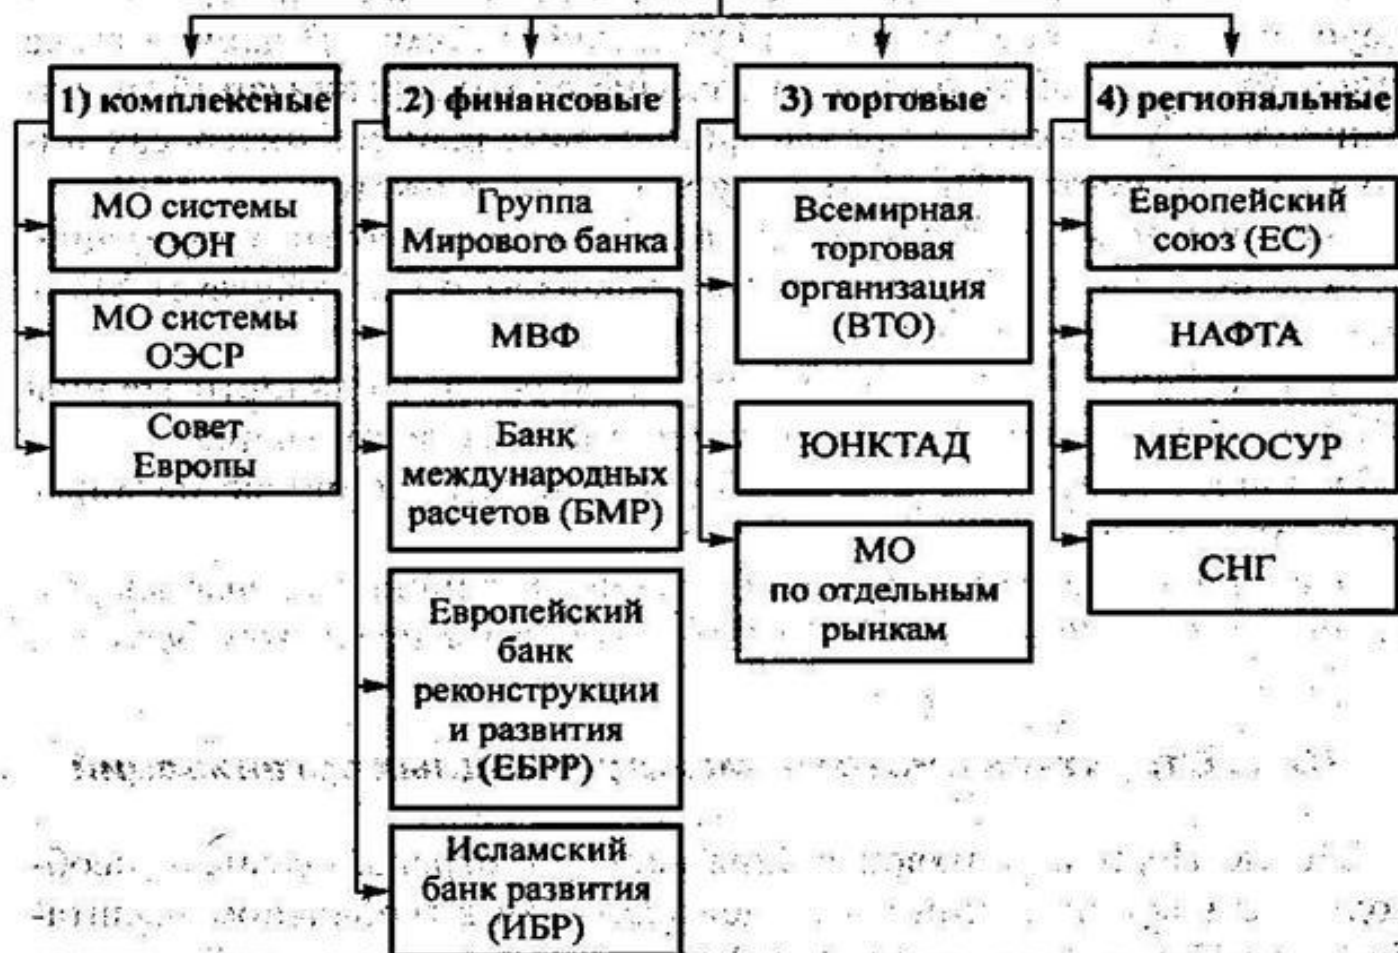 1) комплексные
МО системы
ООН
МО системы
ОЭСР
Совет
Европы
2) финансовые
Группа
Мирового банка
МВФ
Банк
международных
расчетов (БМР)
Европейский
банк
реконструкции
и развития
(ЕБРР)
Исламский
банк развития
(ИБР)
3) торговые
Всемирная
торговая
организация
(ВТО)
ЮНКТАД
МО
по отдельным
рынкам
4) региональные
Европейский
союз (ЕС)
НАФТА
МЕРКОСУР
СНГ